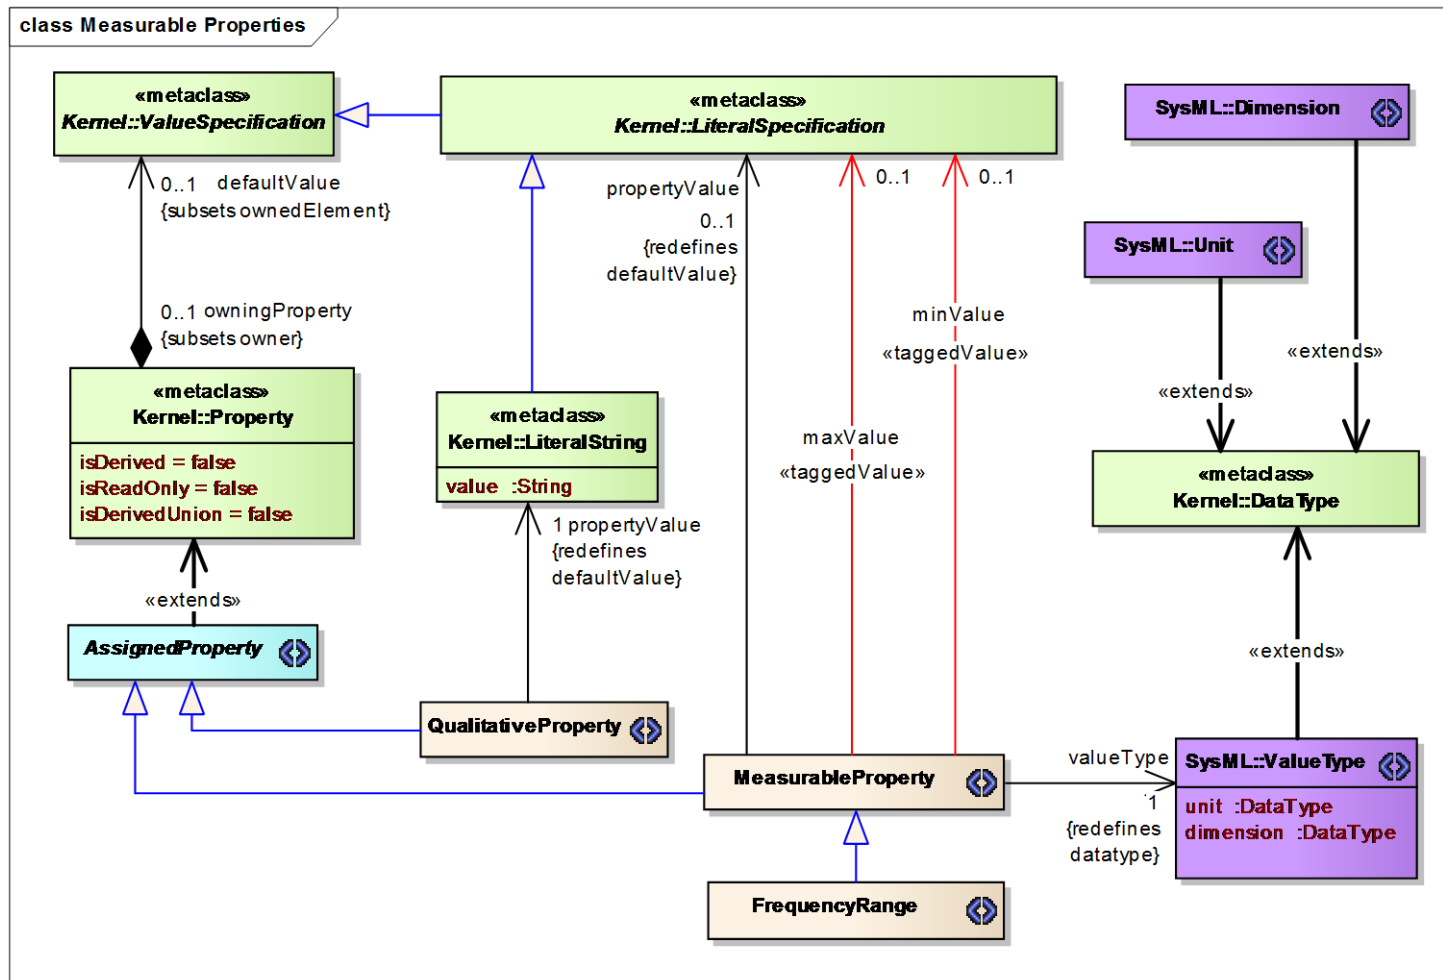 class Measurable Properties
«metaclass»
Kernel::ValueSpecification
«metaclass»
Kernel::LiteralSpecification
SysML::Dimension
0..1 defaultValue
{subsets ownedElement}
propertyValue
0..1
{redefines
defaultValue}
0..1
0..1
SysML::Unit
0..1 owningProperty
{subsets owner}
minValue
«taggedValue»
«extends»
«extends»
«metaclass»
Kernel::Property
isDerived = false
isReadOnly = false
isDerivedUnion = false
«metaclass»
Kernel::LiteralString
value :String
maxValue
«taggedValue»
«metaclass»
Kernel::DataType
1 propertyValue
{redefines
defaultValue}
«extends»
AssignedProperty
«extends»
QualitativeProperty
MeasurableProperty
valueType
1
{redefines
datatype}
SysML::ValueType
unit :DataType
dimension :DataType
FrequencyRange